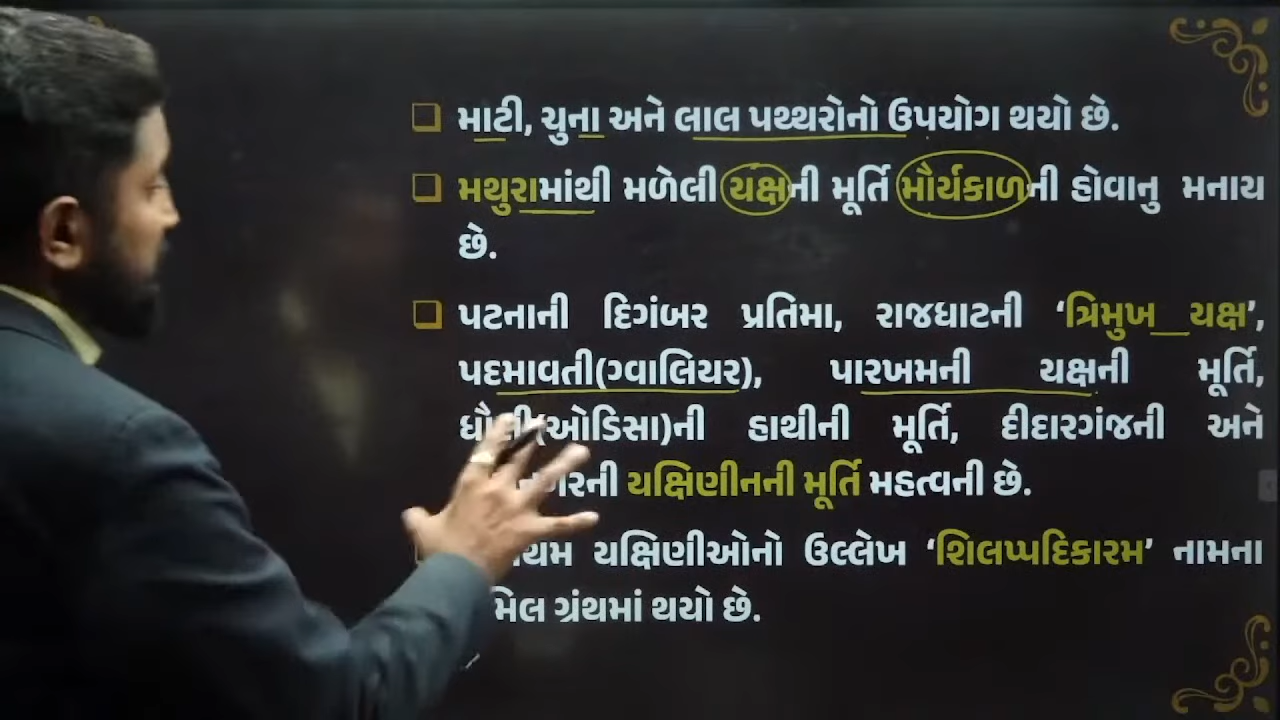 માટી, ચુના અને લાલ પથ્થરોનો ઉપયોગ થયો છે.
મથુરામાંથી મળેલી યક્ષની મૂર્તિ મૌર્યકાળની હોવાનુ મનાય
છે.
પટનાની દિગંબર પ્રતિમા, રાજઘાટની ‘ત્રિમુખ યક્ષ’,
પદમાવતી(ગ્વાલિયર), પારખમની યક્ષની મૂર્તિ,
ધૌલી(ઓડિસા)ની હાથીની મૂર્તિ, દીદારગંજની અને
યક્ષિણીનની મૂર્તિ મહત્વની છે.
યક્ષિણીઓનો ઉલ્લેખ ‘શિલપ્પદિકારમ’ નામના
ગ્રંથમાં થયો છે.